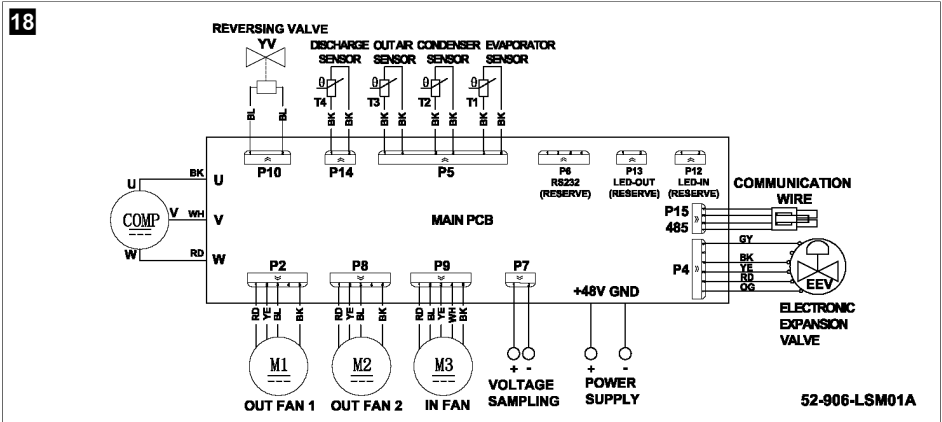 18
REVERSING VALVE
YV
DISCHARGE SENSOR
OUT AIR SENSOR
CONDENSER SENSOR
EVAPORATOR SENSOR
θ
θ
θ
θ
T4
T3
T2
T1
BL
BL
BK
BK
BK
BK
BK
BK
BK
BK
P10
P14
P5
P6
RS232
(RESERVE)
P13
LED-OUT
(RESERVE)
P12
LED-IN
(RESERVE)
COMMUNICATION
WIRE
P15
485
U
BK
U
COMP
V
WH
V
W
RD
W
MAIN PCB
GY
BK
YE
RD
OG
P4
EEV
ELECTRONIC
EXPANSION
VALVE
P2
P8
P9
P7
+48V GND
RD
YE
BL
BK
RD
YE
BL
BK
RD
BL
YE
WH
BK
M1
M2
M3
OUT FAN 1
OUT FAN 2
IN FAN
+ -
VOLTAGE
SAMPLING
+ -
POWER
SUPPLY
52-906-LSM01A